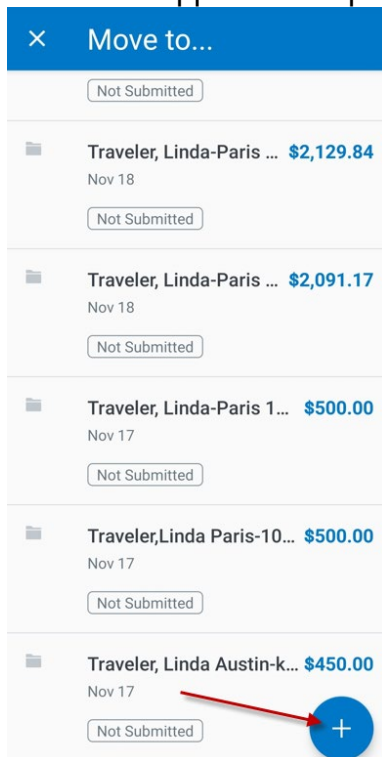 × Move to...
Not Submitted
Traveler, Linda-Paris ... $2,129.84
Nov 18
Not Submitted
Traveler, Linda-Paris ... $2,091.17
Nov 18
Not Submitted
Traveler, Linda-Paris 1... $500.00
Nov 17
Not Submitted
Traveler,Linda Paris-10... $500.00
Nov 17
Not Submitted
Traveler, Linda Austin-k... $450.00
Nov 17
Not Submitted
+